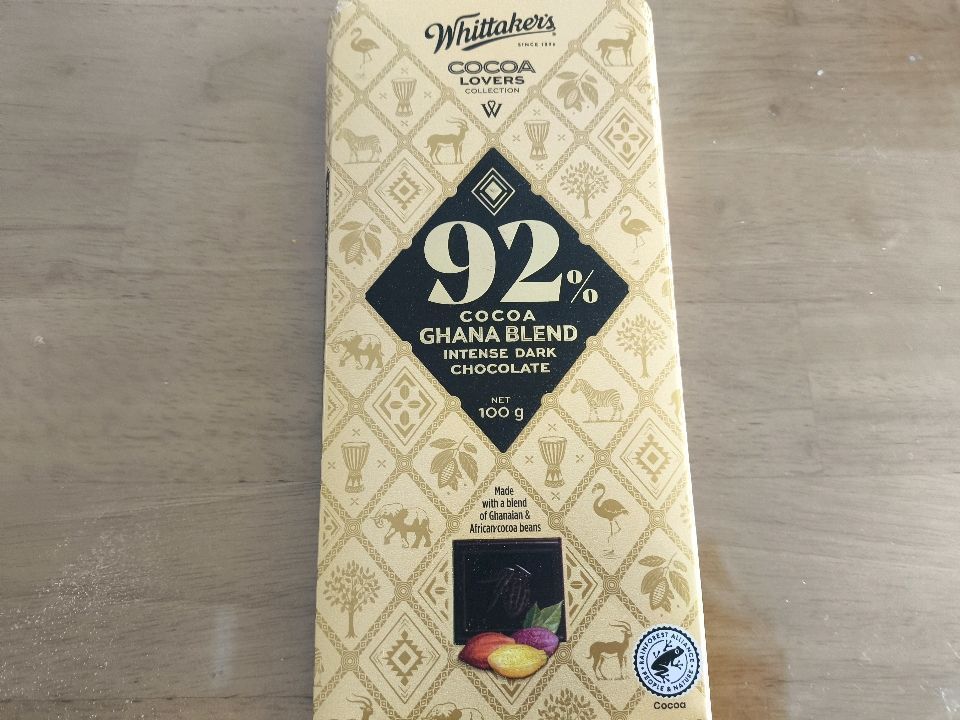 Whittaker's
SINCE 1896
COCOA
LOVERS
COLLECTION
W
92%
COCOA
GHANA BLEND
INTENSE DARK
CHOCOLATE
NET
100 g
Made
with a blend
of Ghanaian &
African cocoa beans
RAINFOREST ALLIANCE
PEOPLE & NATURE
Cocoa